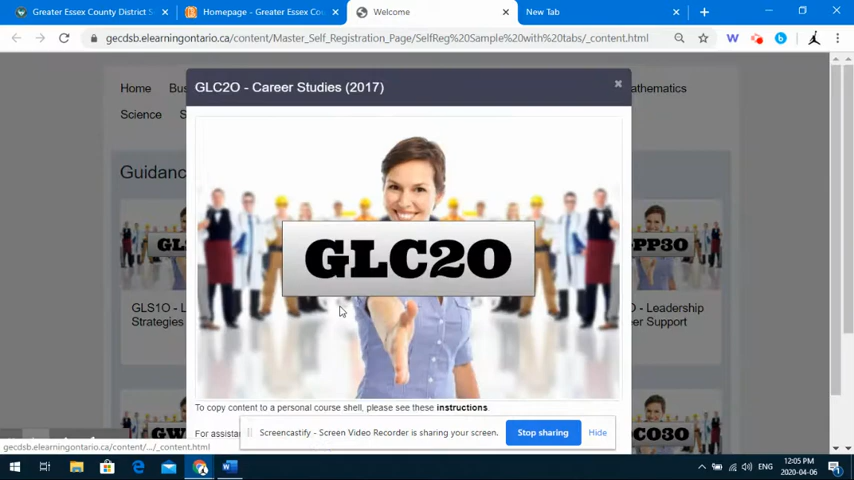 Greater Essex County District S
Homepage - Greater Essex Cou
Welcome
New Tab
gecdsb.elearningontario.ca/content/Master_Self_Registration_Page/SelfReg%20Sample%20with%20tabs/_content.html
Home
Bus
athematics
Science
S
Guidanc
GLC2O - Career Studies (2017)
GLC2O
GL
PP3O
GLS1O - L
Strategies
- Leadership
er Support
GW
CO3O
To copy content to a personal course shell, please see these instructions.
For assistan
Screencastify - Screen Video Recorder is sharing your screen.
Stop sharing
Hide
gecdsb.elearningontario.ca/content/.../_content.html
ENG
12:05 PM
2020-04-06